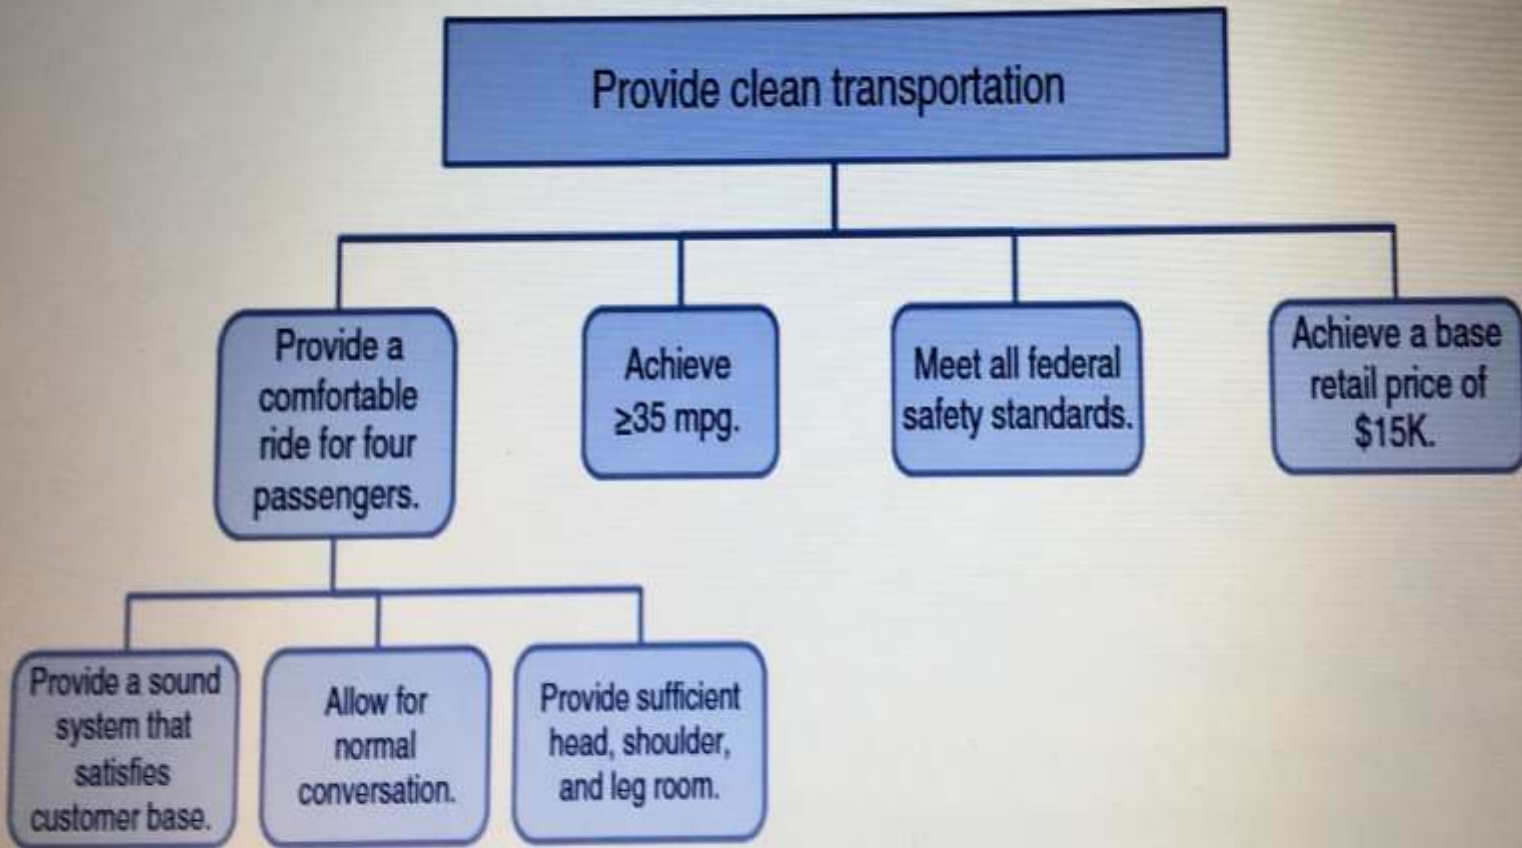 Provide clean transportation
Provide a
comfortable
ride for four
passengers.
Achieve
≥35 mpg.
Meet all federal
safety standards.
Achieve a base
retail price of
$15K.
Provide a sound
system that
satisfies
customer base.
Allow for
normal
conversation.
Provide sufficient
head, shoulder,
and leg room.